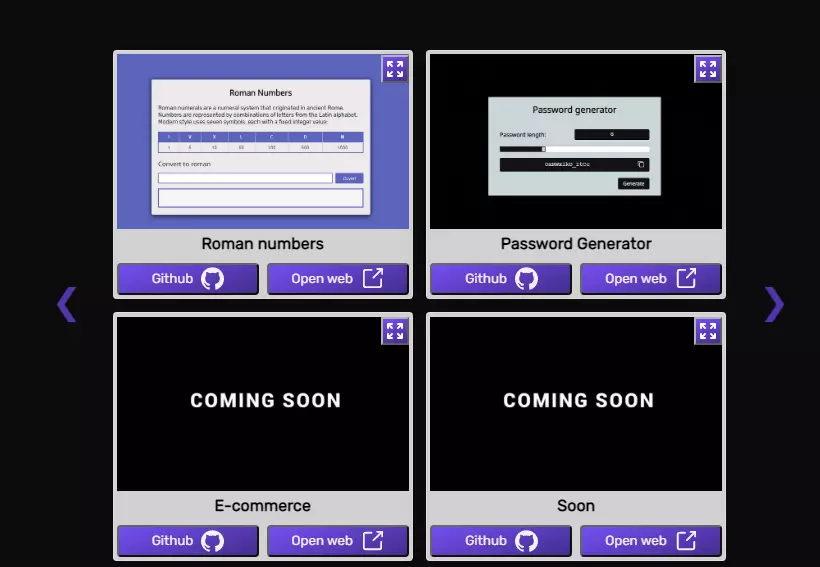 Roman Numbers
Roman numerals are a numeral system that originated in ancient Rome.
Numbers are represented by combinations of letters from the Latin alphabet.
Modern style uses seven symbols, each with a fixed integer value:
I V X L C D M
1 5 10 50 100 500 1000
Convert to roman
Convert
Roman numbers
Github
Open web
Password generator
Password length:
Generate
Password Generator
Github
Open web
❮
❯
COMING SOON
E-commerce
Github
Open web
COMING SOON
Soon
Github
Open web